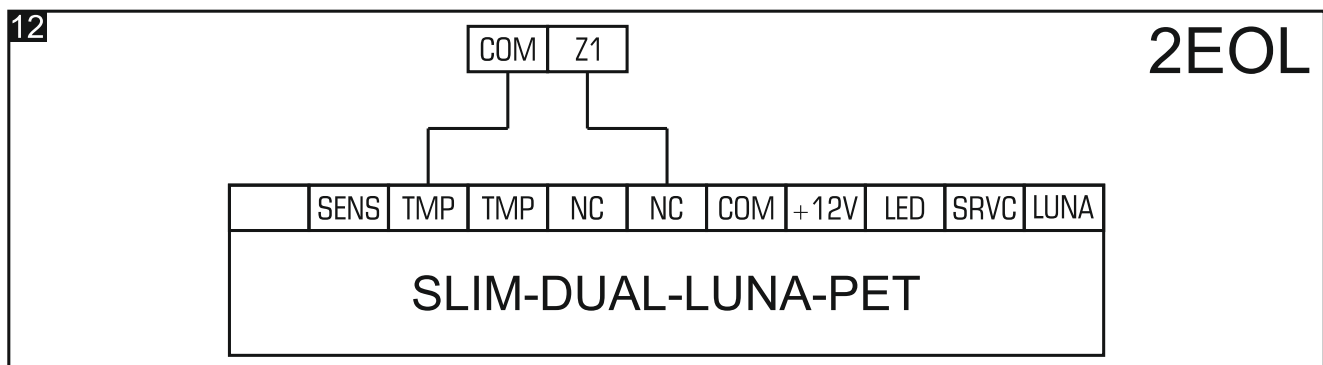 12
2EOL
COM Z1
SENS TMP TMP NC NC COM +12V LED SRVC LUNA
SLIM-DUAL-LUNA-PET